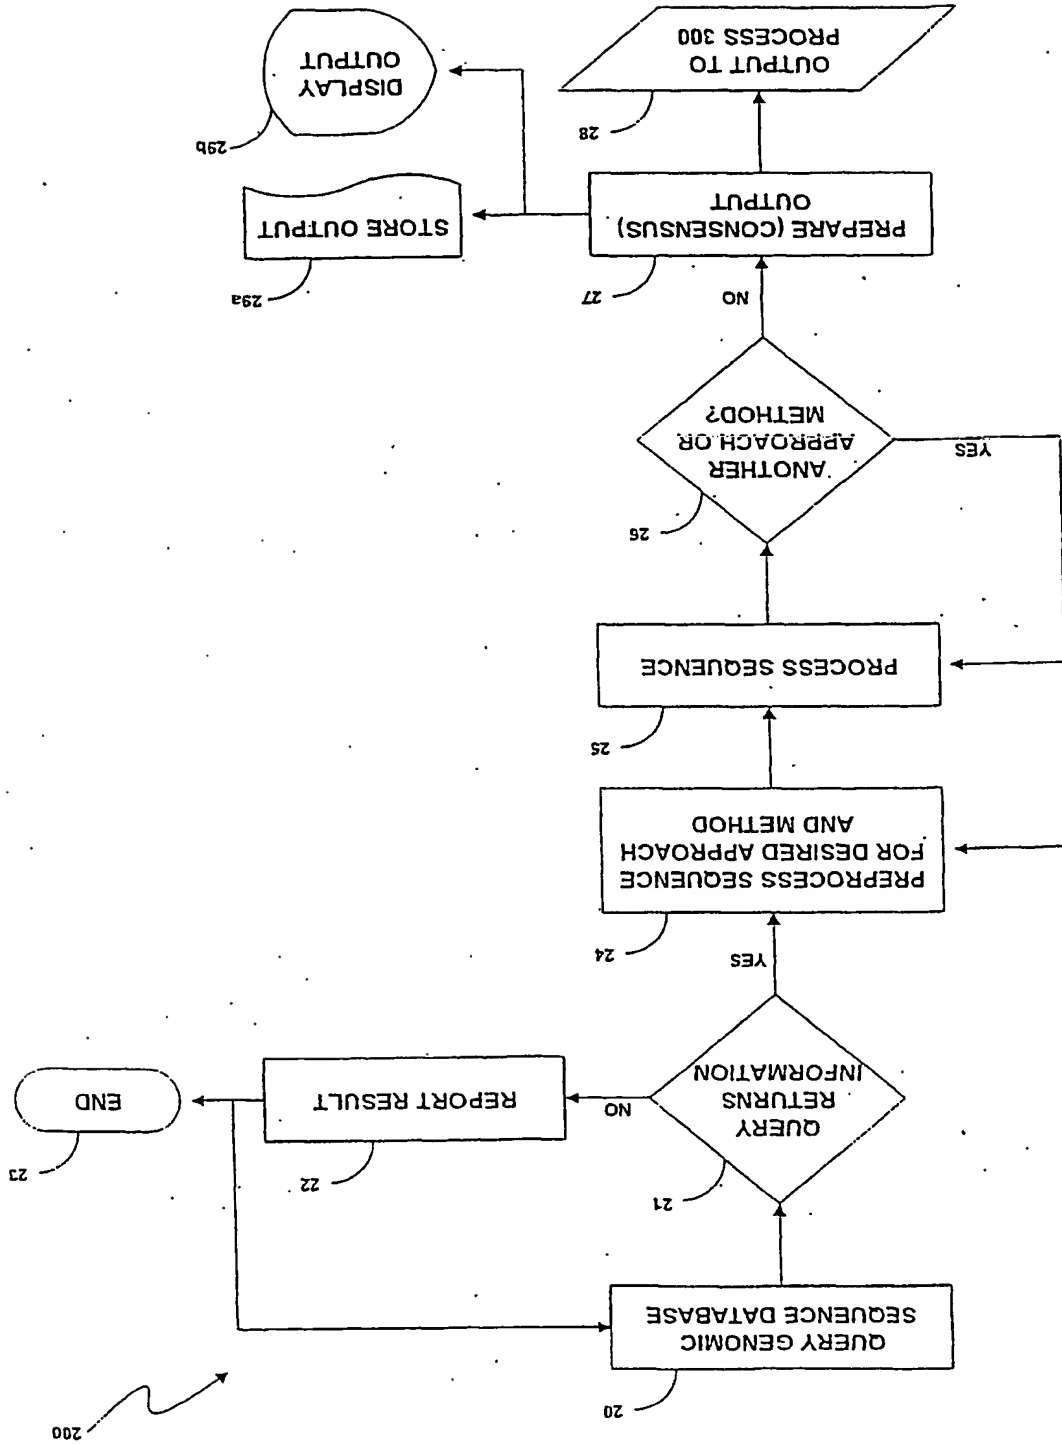 200
20
QUERY GENOMIC
SEQUENCE DATABASE
21
QUERY
RETURNS
INFORMATION
NO
22
REPORT RESULT
23
END
YES
24
PREPROCESS SEQUENCE
FOR DESIRED APPROACH
AND METHOD
25
PROCESS SEQUENCE
26
ANOTHER
APPROACH OR
METHOD?
YES
NO
27
PREPARE (CONSENSUS)
OUTPUT
29a
STORE OUTPUT
29b
DISPLAY
OUTPUT
28
OUTPUT TO
PROCESS 300